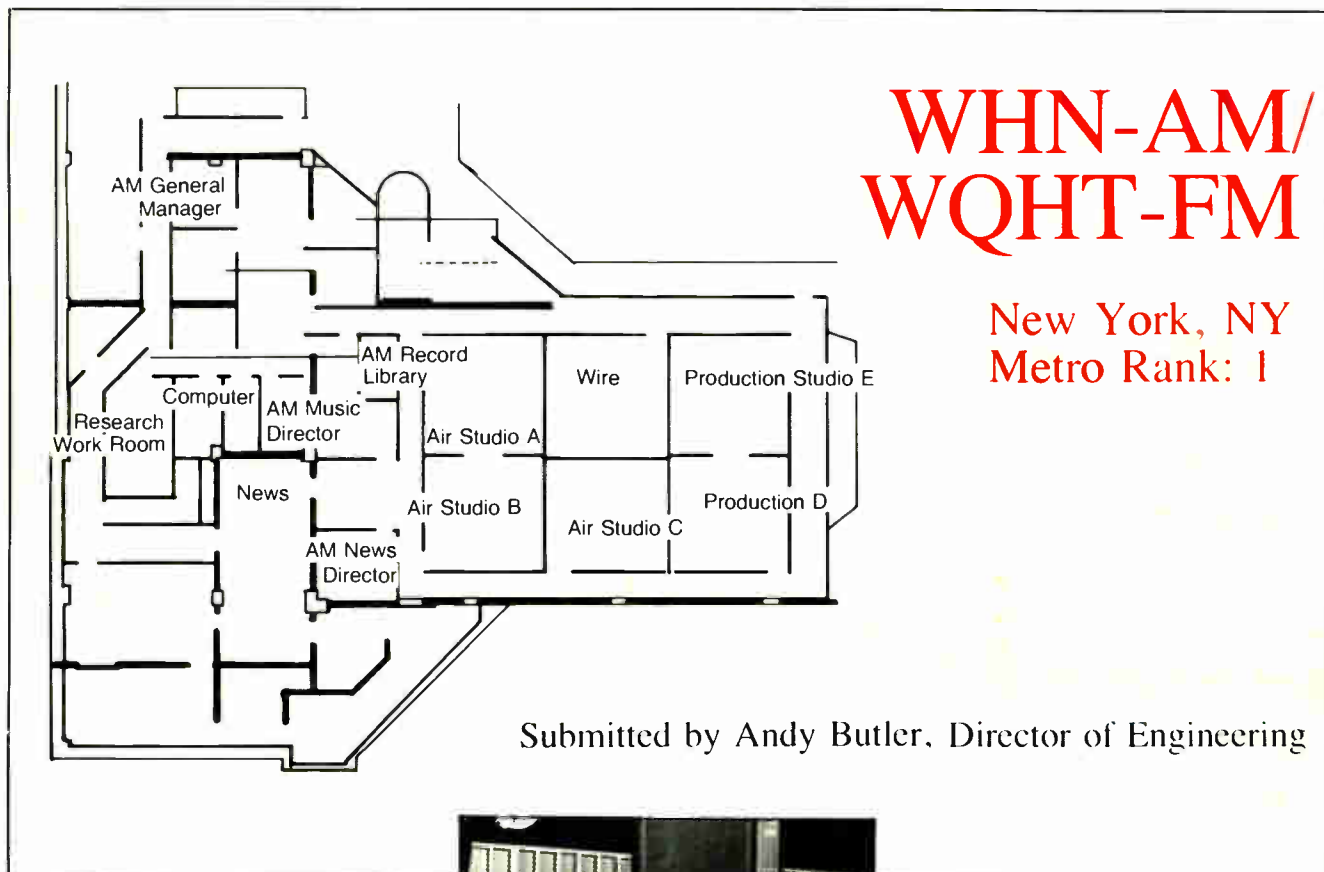 WHN-AM/
WQHT-FM
New York, NY
Metro Rank: 1
AM General
Manager
AM Record
Library
Wire
Production Studio E
Computer
AM Music
Director
Research
Work Room
Air Studio A
News
Air Studio B
Production D
Air Studio C
AM News
Director
Submitted by Andy Butler, Director of Engineering